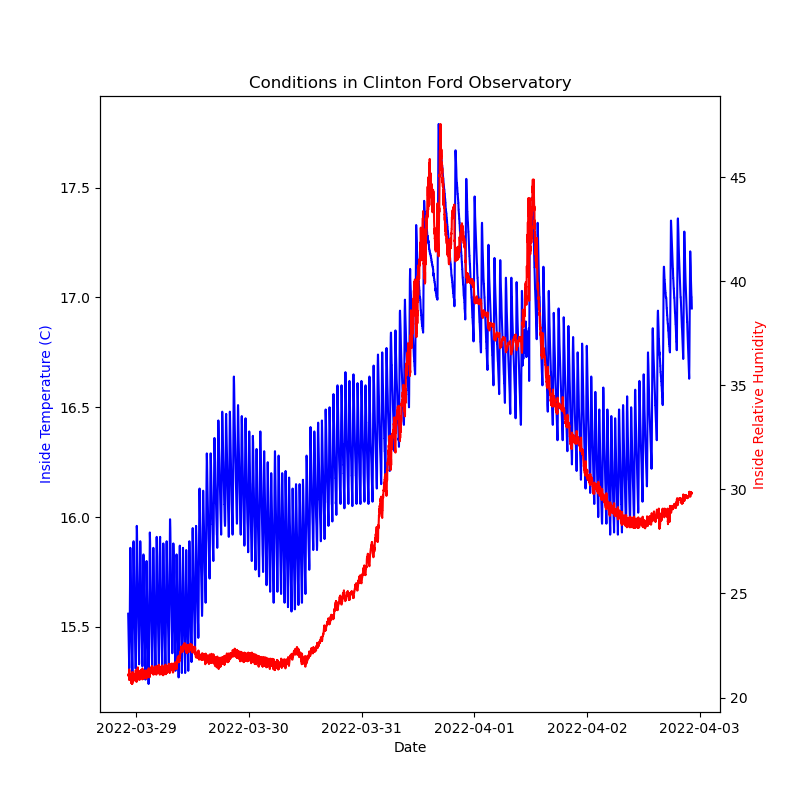 Conditions in Clinton Ford Observatory
17.5
17.0
16.5
16.0
15.5
Inside Temperature (C)
45
40
35
30
25
20
Inside Relative Humidity
2022-03-29 2022-03-30 2022-03-31 2022-04-01 2022-04-02 2022-04-03
Date